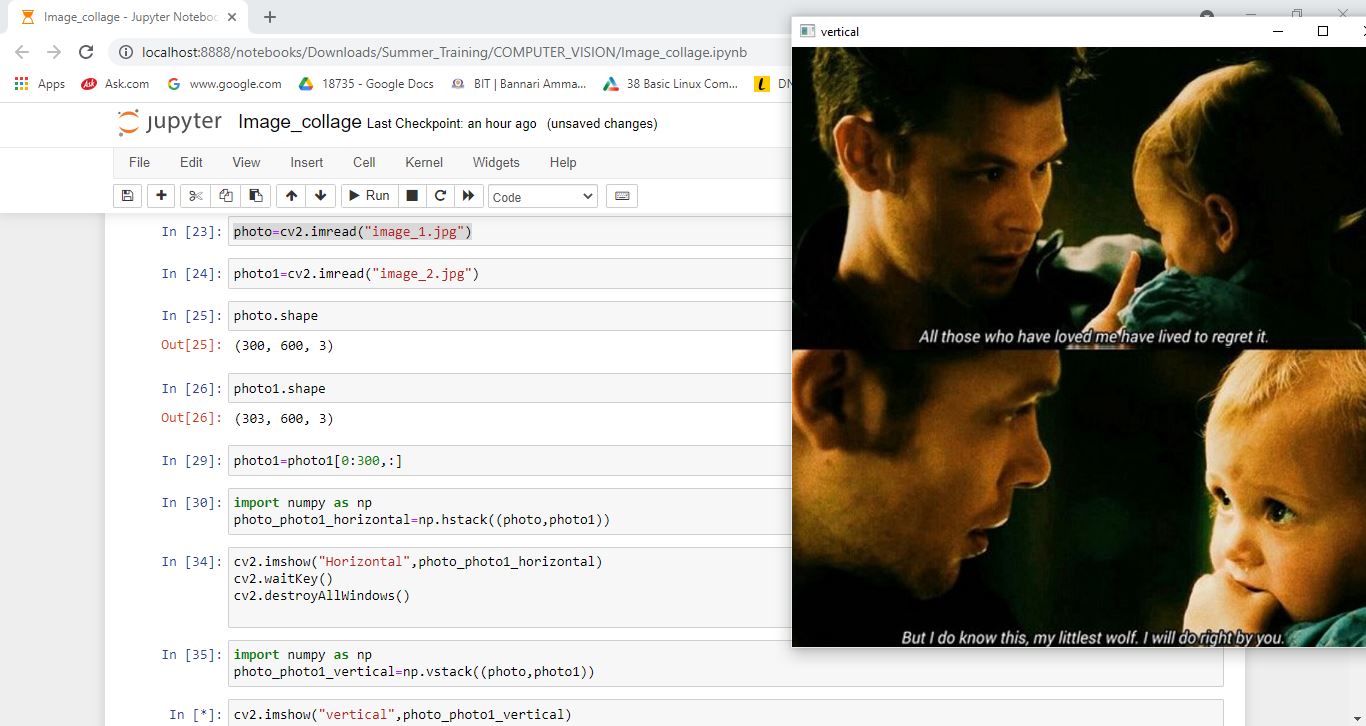 Image_collage - Jupyter Noteboo
localhost:8888/notebooks/Downloads/Summer_Training/COMPUTER_VISION/Image_collage.ipynb
Apps Ask.com www.google.com 18735 - Google Docs BIT | Bannari Amma... 38 Basic Linux Com... DN
jupyter Image_collage Last Checkpoint: an hour ago (unsaved changes)
File Edit View Insert Cell Kernel Widgets Help
Run Code
In [23]: photo=cv2.imread("image_1.jpg")
In [24]: photo1=cv2.imread("image_2.jpg")
In [25]: photo.shape
Out[25]: (300, 600, 3)
In [26]: photo1.shape
Out[26]: (303, 600, 3)
In [29]: photo1=photo1[0:300,:]
In [30]: import numpy as np
photo_photo1_horizontal=np.hstack((photo,photo1))
In [34]: cv2.imshow("Horizontal",photo_photo1_horizontal)
cv2.waitKey()
cv2.destroyAllWindows()
In [35]: import numpy as np
photo_photo1_vertical=np.vstack((photo,photo1))
In [*]: cv2.imshow("vertical",photo_photo1_vertical)
vertical
All those who have loved me have lived to regret it.
But I do know this, my littlest wolf. I will do right by you.